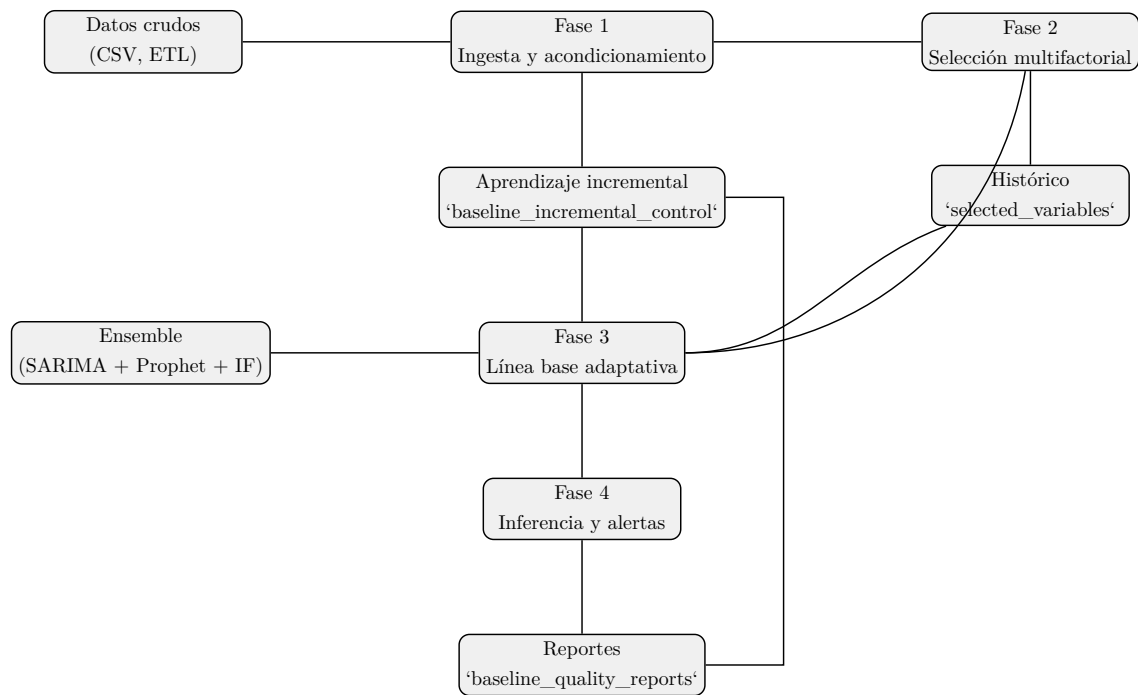 Datos crudos
(CSV, ETL)
Fase 1
Ingesta y acondicionamiento
Fase 2
Selección multifactorial
Aprendizaje incremental
‘baseline_incremental_control‘
Histórico
‘selected_variables‘
Ensemble
(SARIMA + Prophet + IF)
Fase 3
Línea base adaptativa
Fase 4
Inferencia y alertas
Reportes
‘baseline_quality_reports‘